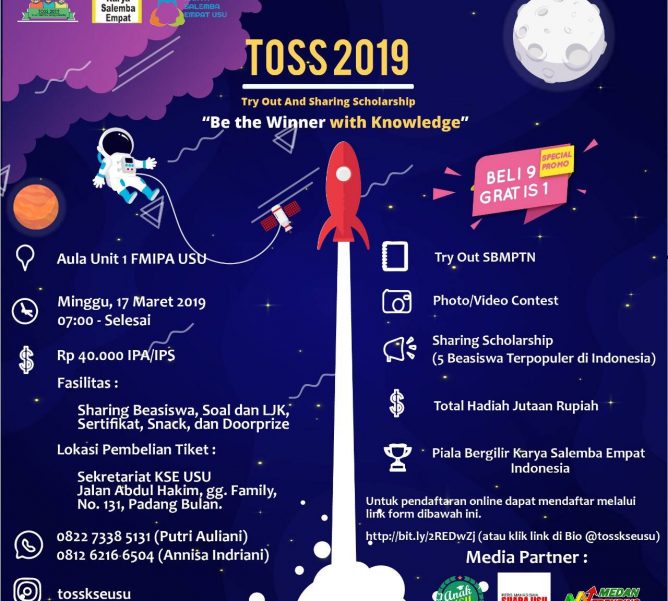 TOSS 2019
Karya
Salemba
Empat
SALEMBA
EMPAT USU
TOSS 2019
Try Out And Sharing Scholarship
“Be the Winner with Knowledge”
BELI 9
GRATIS 1
SPECIAL
PROMO
Aula Unit 1 FMIPA USU
Minggu, 17 Maret 2019
07:00 - Selesai
Rp 40.000 IPA/IPS
Fasilitas :
Sharing Beasiswa, Soal dan LJK,
Sertifikat, Snack, dan Doorprize
Lokasi Pembelian Tiket :
Sekretariat KSE USU
Jalan Abdul Hakim, gg. Family,
No. 131, Padang Bulan.
0822 7338 5131 (Putri Auliani)
0812 6216 6504 (Annisa Indriani)
tosskseusu
Try Out SBMPTN
Photo/Video Contest
Sharing Scholarship
(5 Beasiswa Terpopuler di Indonesia)
Total Hadiah Jutaan Rupiah
Piala Bergilir Karya Salemba Empat
Indonesia
Untuk pendaftaran online dapat mendaftar melalui
link form dibawah ini.
http://bit.ly/2REDwZj (atau klik link di Bio @tosskseusu)
Media Partner :
Anak
PERS MAHASISWA
SUARA USU
MEDAN